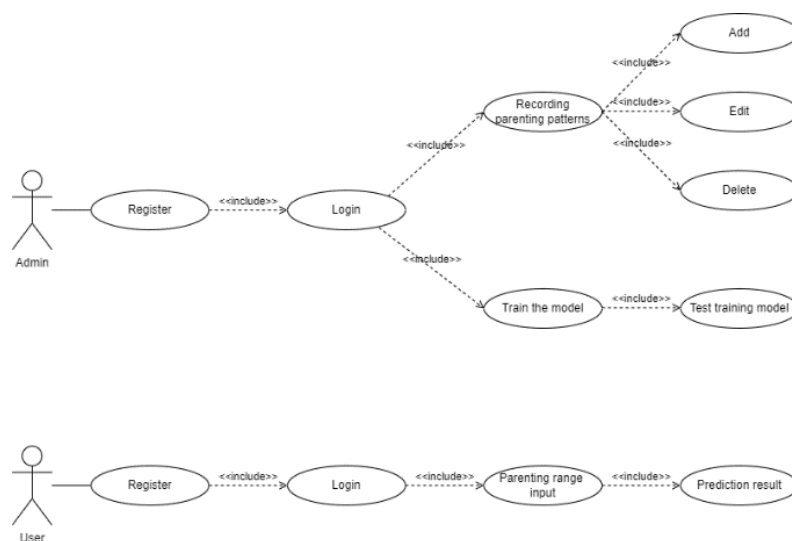 Add
<<include>>
Recording
parenting patterns
<<include>>
Edit
<<include>>
<<include>>
Delete
Register
<<include>>
Login
Admin
<<include>>
Train the model
<<include>>
Test training model
Register
<<include>>
Login
<<include>>
Parenting range
input
<<include>>
Prediction result
User